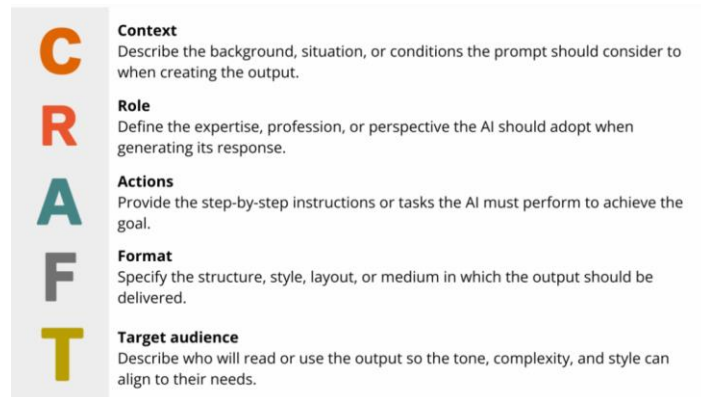 C
Context
Describe the background, situation, or conditions the prompt should consider to
when creating the output.
R
Role
Define the expertise, profession, or perspective the AI should adopt when
generating its response.
A
Actions
Provide the step-by-step instructions or tasks the AI must perform to achieve the
goal.
F
Format
Specify the structure, style, layout, or medium in which the output should be
delivered.
T
Target audience
Describe who will read or use the output so the tone, complexity, and style can
align to their needs.